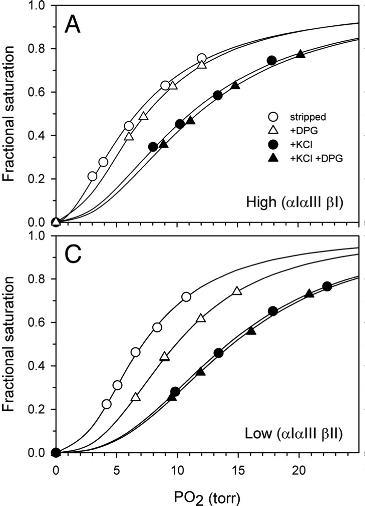 A
Fractional saturation
1.0
0.8
0.6
0.4
0.2
0.0
stripped
+DPG
+KCl
+KCl +DPG
High (αIαIII βI)
C
Fractional saturation
1.0
0.8
0.6
0.4
0.2
0.0
Low (αIαIII βII)
0 5 10 15 20
PO2 (torr)